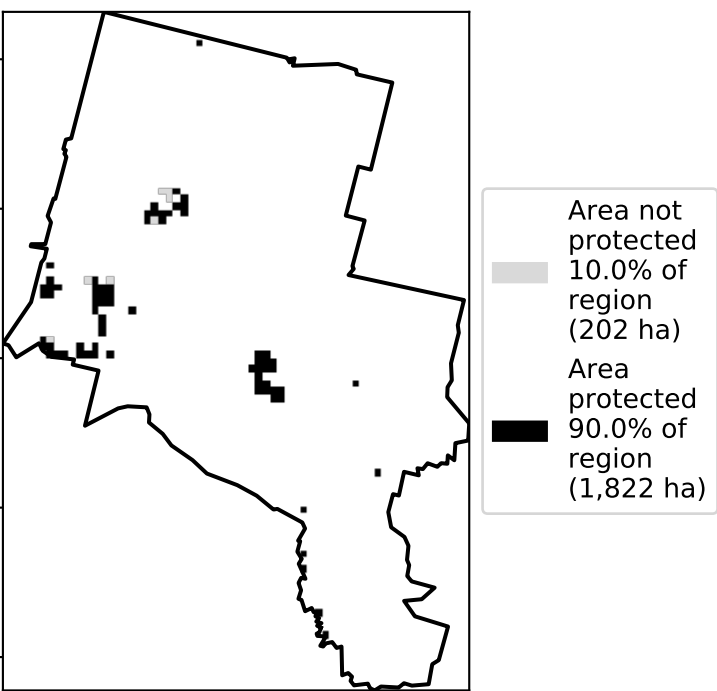 Area not
protected
10.0% of
region
(202 ha)
Area
protected
90.0% of
region
(1,822 ha)